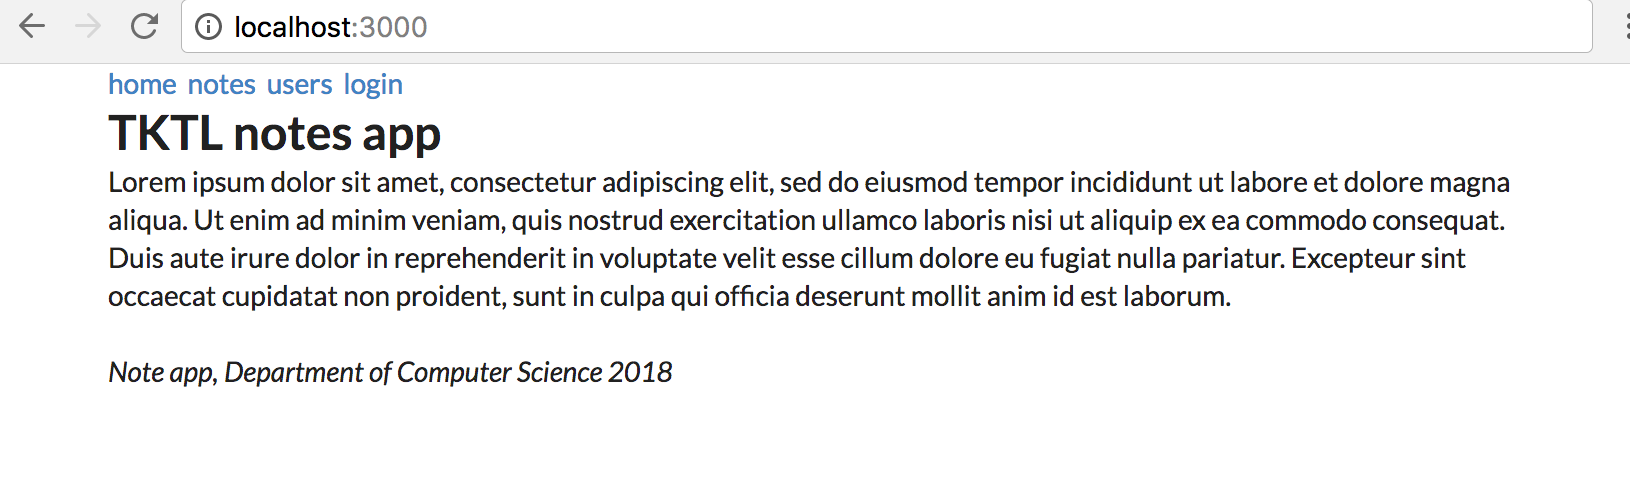 localhost:3000
home notes users login
TKTL notes app
Lorem ipsum dolor sit amet, consectetur adipiscing elit, sed do eiusmod tempor incididunt ut labore et dolore magna
aliqua. Ut enim ad minim veniam, quis nostrud exercitation ullamco laboris nisi ut aliquip ex ea commodo consequat.
Duis aute irure dolor in reprehenderit in voluptate velit esse cillum dolore eu fugiat nulla pariatur. Excepteur sint
occaecat cupidatat non proident, sunt in culpa qui officia deserunt mollit anim id est laborum.
Note app, Department of Computer Science 2018